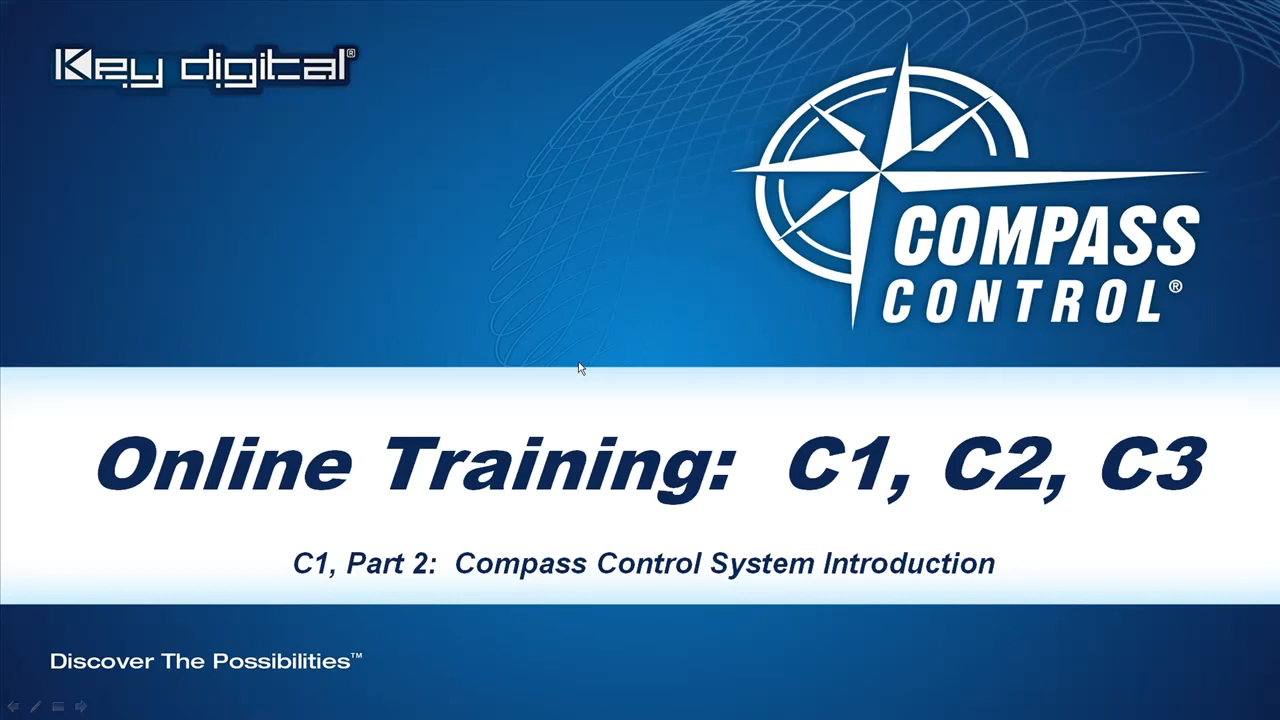 Key digital®
COMPASS
CONTROL®
Online Training: C1, C2, C3
C1, Part 2: Compass Control System Introduction
Discover The Possibilities™